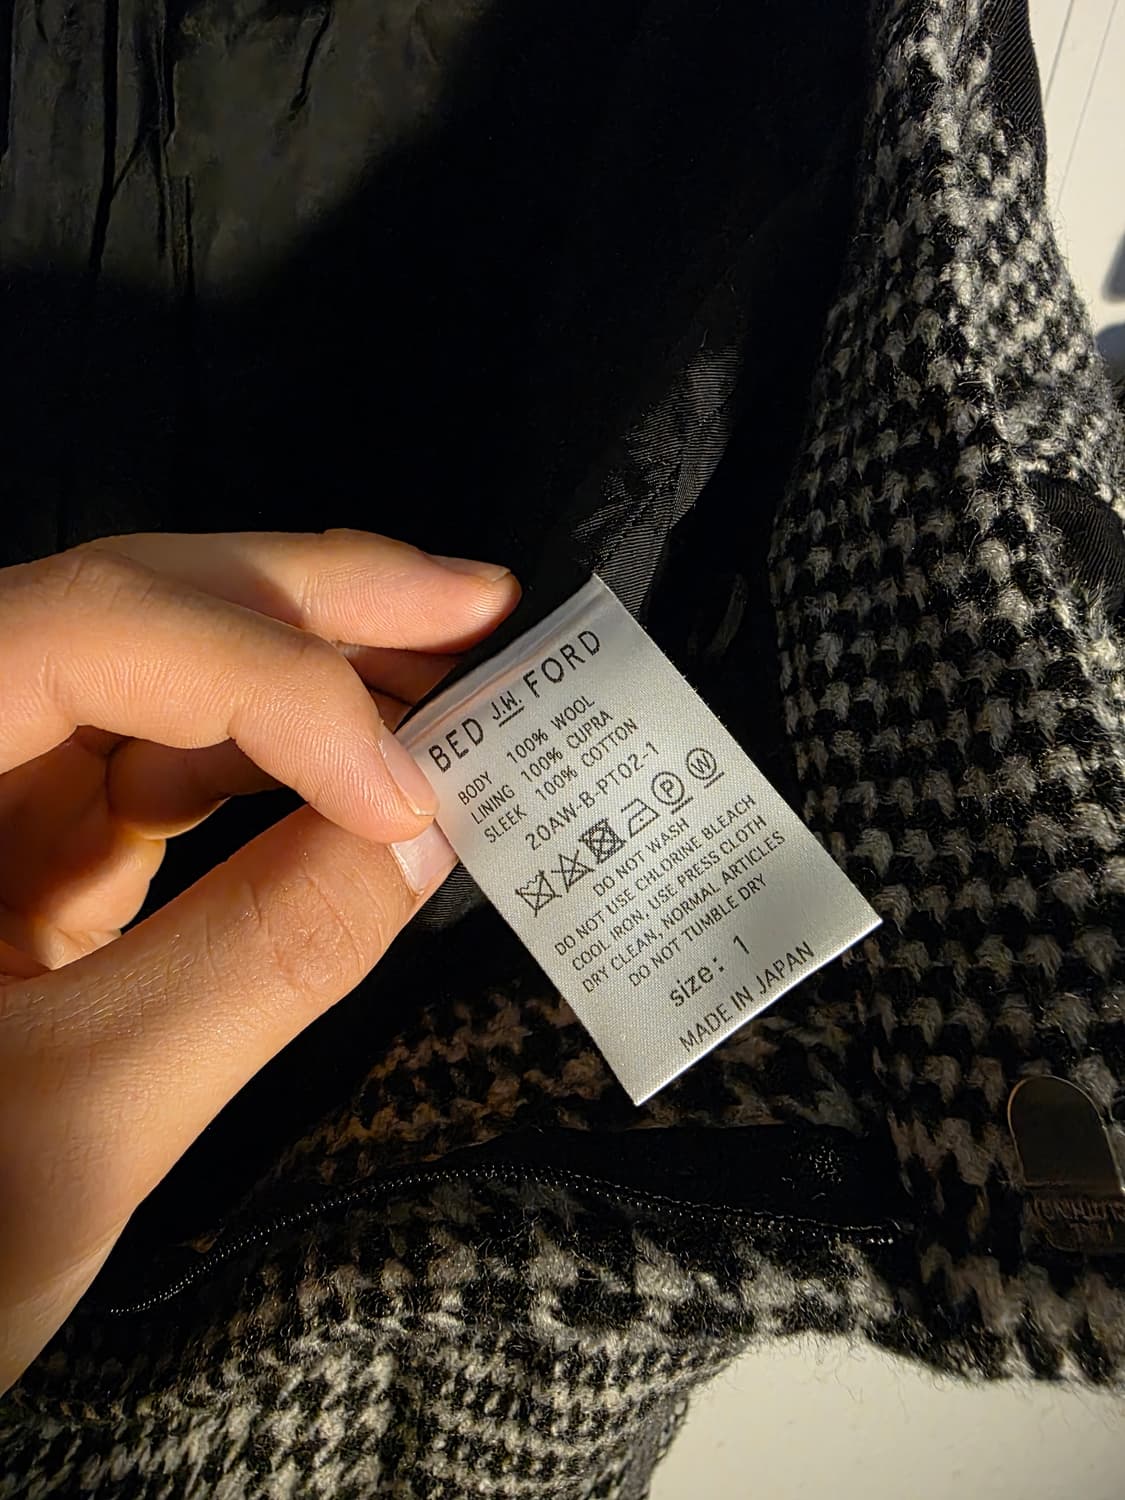 BED J.W. FORD
BODY 100% WOOL
LINING 100% CUPRA
SLEEK 100% COTTON
20AW-B-PT02-1
P W
DO NOT WASH
DO NOT USE CHLORINE BLEACH
COOL IRON, USE PRESS CLOTH
DRY CLEAN, NORMAL ARTICLES
DO NOT TUMBLE DRY
size: 1
MADE IN JAPAN